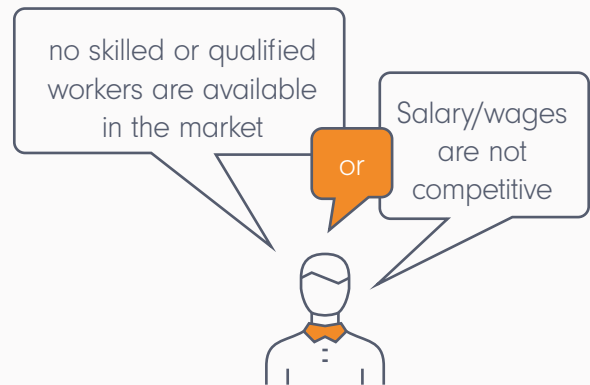 no skilled or qualified
workers are available
in the market
or
Salary/wages
are not
competitive